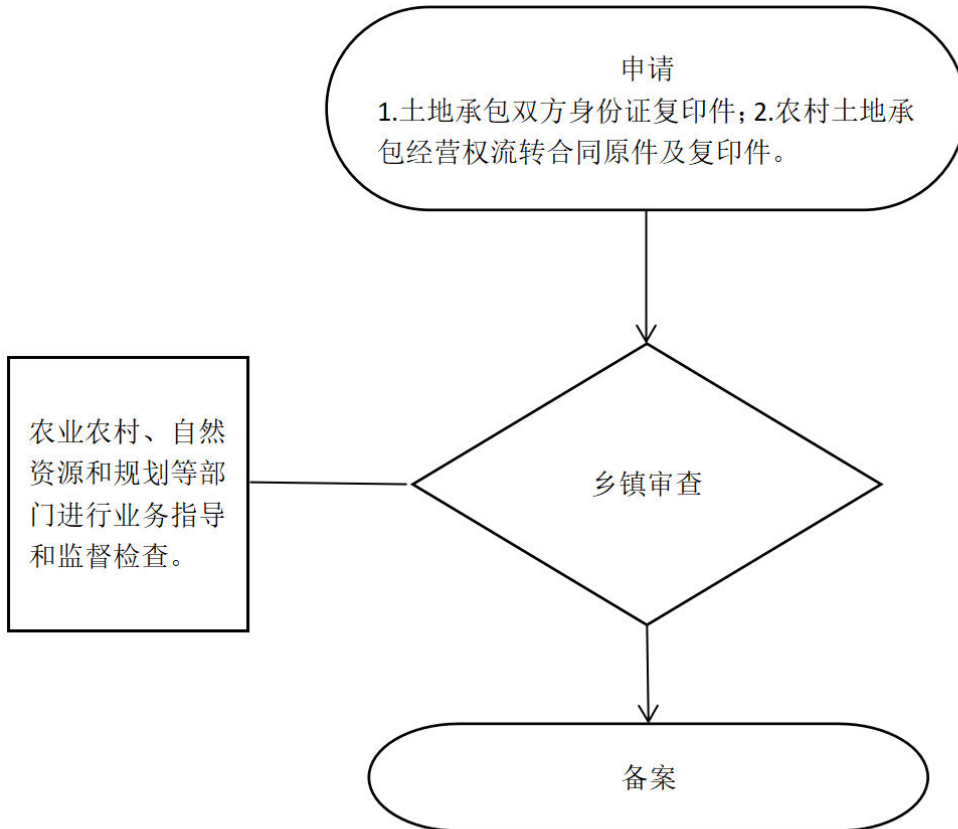 申请
1.土地承包双方身份证复印件；2.农村土地承
包经营权流转合同原件及复印件。
农业农村、自然
资源和规划等部
门进行业务指导
和监督检查。
乡镇审查
备案